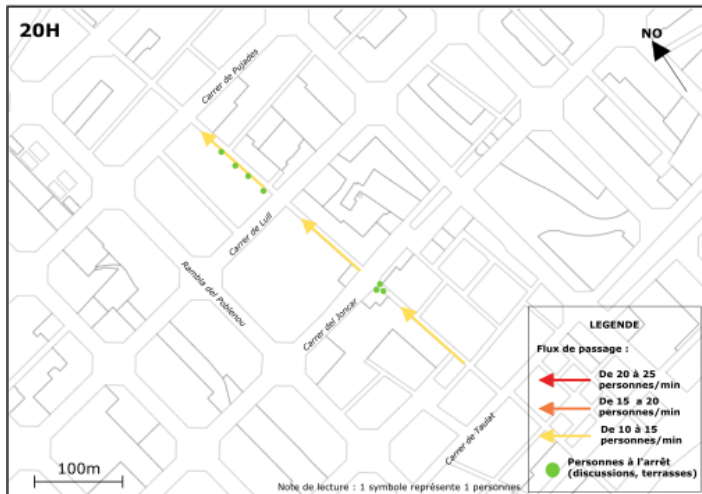 20H
NO
Carrer de Pujades
Carrer de Lull
Rambla del Poblenou
Carrer del Joncar
Carrer de Taulat
LEGENDE
Flux de passage :
De 20 à 25
personnes/min
De 15 a 20
personnes/min
De 10 à 15
personnes/min
Personnes à l'arrêt
(discussions, terrasses)
100m
Note de lecture : 1 symbole représente 1 personnes